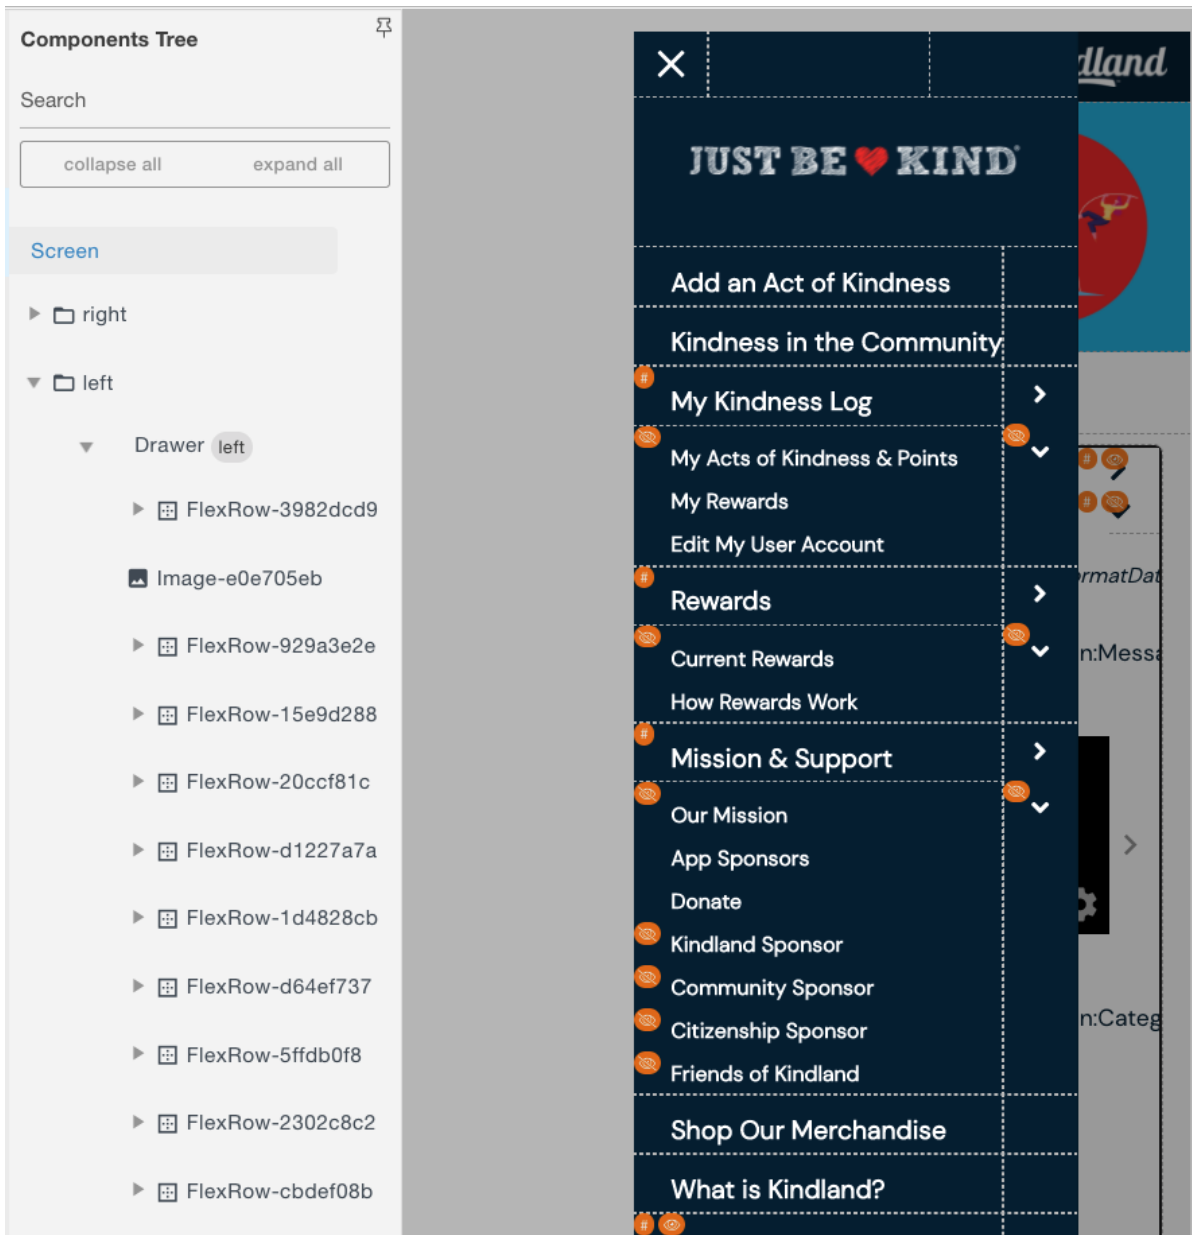 Components Tree
Search
collapse all expand all
Screen
right
left
Drawer left
FlexRow-3982dcd9
Image-e0e705eb
FlexRow-929a3e2e
FlexRow-15e9d288
FlexRow-20ccf81c
FlexRow-d1227a7a
FlexRow-1d4828cb
FlexRow-d64ef737
FlexRow-5ffdb0f8
FlexRow-2302c8c2
FlexRow-cbdef08b
JUST BE KIND
Add an Act of Kindness
Kindness in the Community
#
My Kindness Log
My Acts of Kindness & Points
My Rewards
Edit My User Account
#
Rewards
Current Rewards
How Rewards Work
#
Mission & Support
Our Mission
App Sponsors
Donate
Kindland Sponsor
Community Sponsor
Citizenship Sponsor
Friends of Kindland
Shop Our Merchandise
What is Kindland?
#
dland
#
#
ormatDat
n:Messa
n:Categ